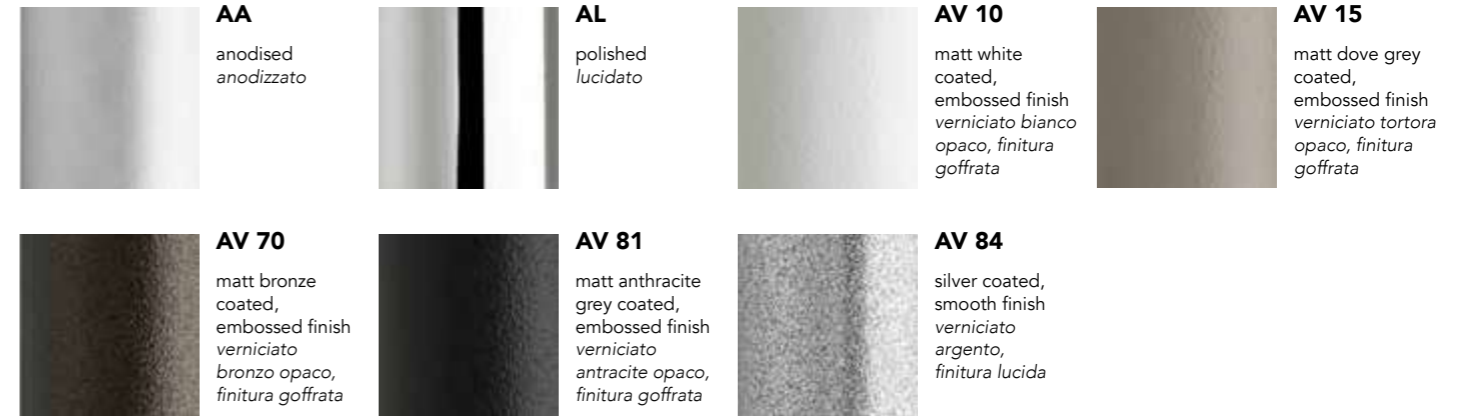 AA
anodised
anodizzato
AL
polished
lucidato
AV 10
matt white
coated,
embossed finish
verniciato bianco
opaco, finitura
goffrata
AV 15
matt dove grey
coated,
embossed finish
verniciato tortora
opaco, finitura
goffrata
AV 70
matt bronze
coated,
embossed finish
verniciato
bronzo opaco,
finitura goffrata
AV 81
matt anthracite
grey coated,
embossed finish
verniciato
antracite opaco,
finitura goffrata
AV 84
silver coated,
smooth finish
verniciato
argento,
finitura lucida